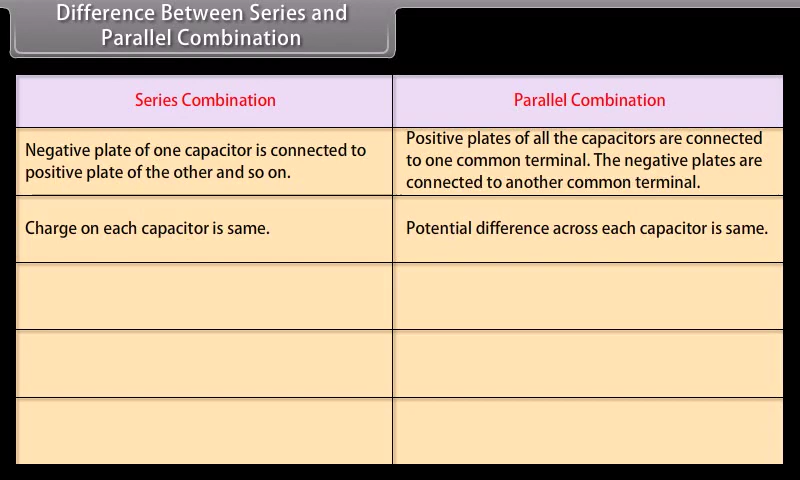 Difference Between Series and
Parallel Combination
Series Combination
Parallel Combination
Negative plate of one capacitor is connected to
positive plate of the other and so on.
Positive plates of all the capacitors are connected
to one common terminal. The negative plates are
connected to another common terminal.
Charge on each capacitor is same.
Potential difference across each capacitor is same.